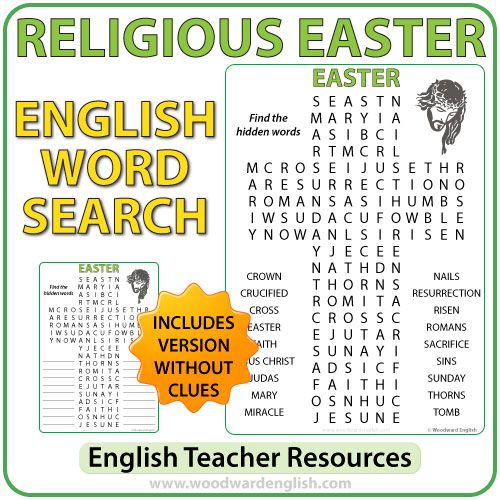 RELIGIOUS EASTER
ENGLISH
WORD
SEARCH
EASTER
Find the
hidden words
S E A S T N
M A R Y I A
A S I B C I
R T M C R L
M C R O S E I J U S E T H R
A R E S U R R E C T I O N O
R O M A N S A S I H U M B S
I W S U D A C U F O W B L E
Y N O W A N L S I R I S E N
Y J E C E E
N A T H D N
T H O R N S
R O M I T A
C R O S S C
E J U T A R
S U N A Y I
A D S I C F
F A I T H I
O S N H U C
J E S U N E
CROWN
CRUCIFIED
CROSS
EASTER
FAITH
US CHRIST
JUDAS
MARY
MIRACLE
NAILS
RESURRECTION
RISEN
ROMANS
SACRIFICE
SINS
SUNDAY
THORNS
TOMB
© Woodward English
EASTER
Find the
hidden words
S E A S T N
M A R Y I A
A S I B C I
R T M C R L
M C R O S E I J U S E T H R
A R E S U R R E C T I O N O
R O M A N S A S I H U M B
I W S U D A C U F O W B
Y N O W A N L S I R I S
Y J E C E E
N A T H D N
T H O R N S
R O M I T A
C R O S S C
E J U T A R
S U N A Y I
A D S I C F
F A I T H I
O S N H U C
J E S U N E
INCLUDES
VERSION
WITHOUT
CLUES
English Teacher Resources
www.woodwardenglish.com